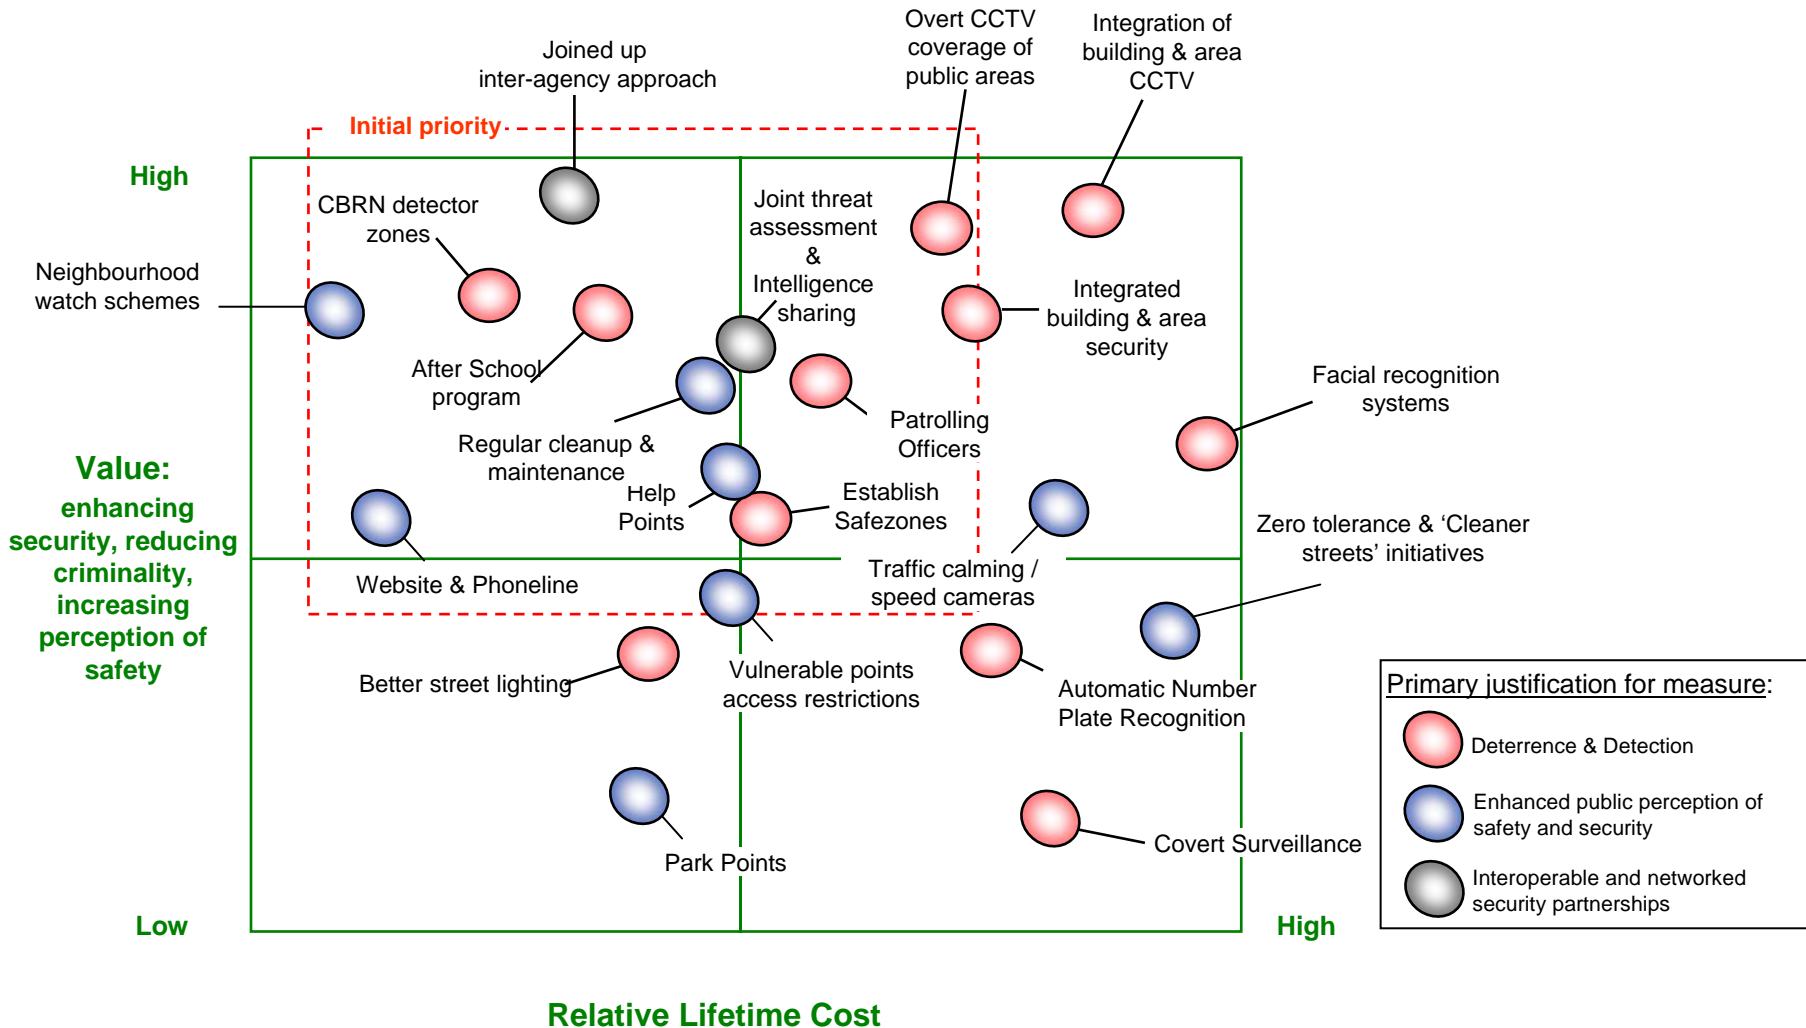 Overt CCTV
coverage of
public areas
Integration of
building & area
CCTV
Joined up
inter-agency approach
Initial priority
High
CBRN detector
zones
Joint threat
assessment
&
Intelligence
sharing
Neighbourhood
watch schemes
Integrated
building & area
security
After School
program
Facial recognition
systems
Patrolling
Officers
Regular cleanup &
maintenance
Value:
enhancing
security, reducing
criminality,
increasing
perception of
safety
Help
Points
Establish
Safezones
Zero tolerance & ‘Cleaner
streets’ initiatives
Website & Phoneline
Traffic calming /
speed cameras
Better street lighting
Vulnerable points
access restrictions
Automatic Number
Plate Recognition
Primary justification for measure:
Deterrence & Detection
Enhanced public perception of
safety and security
Interoperable and networked
security partnerships
Park Points
Covert Surveillance
Low
High
Relative Lifetime Cost